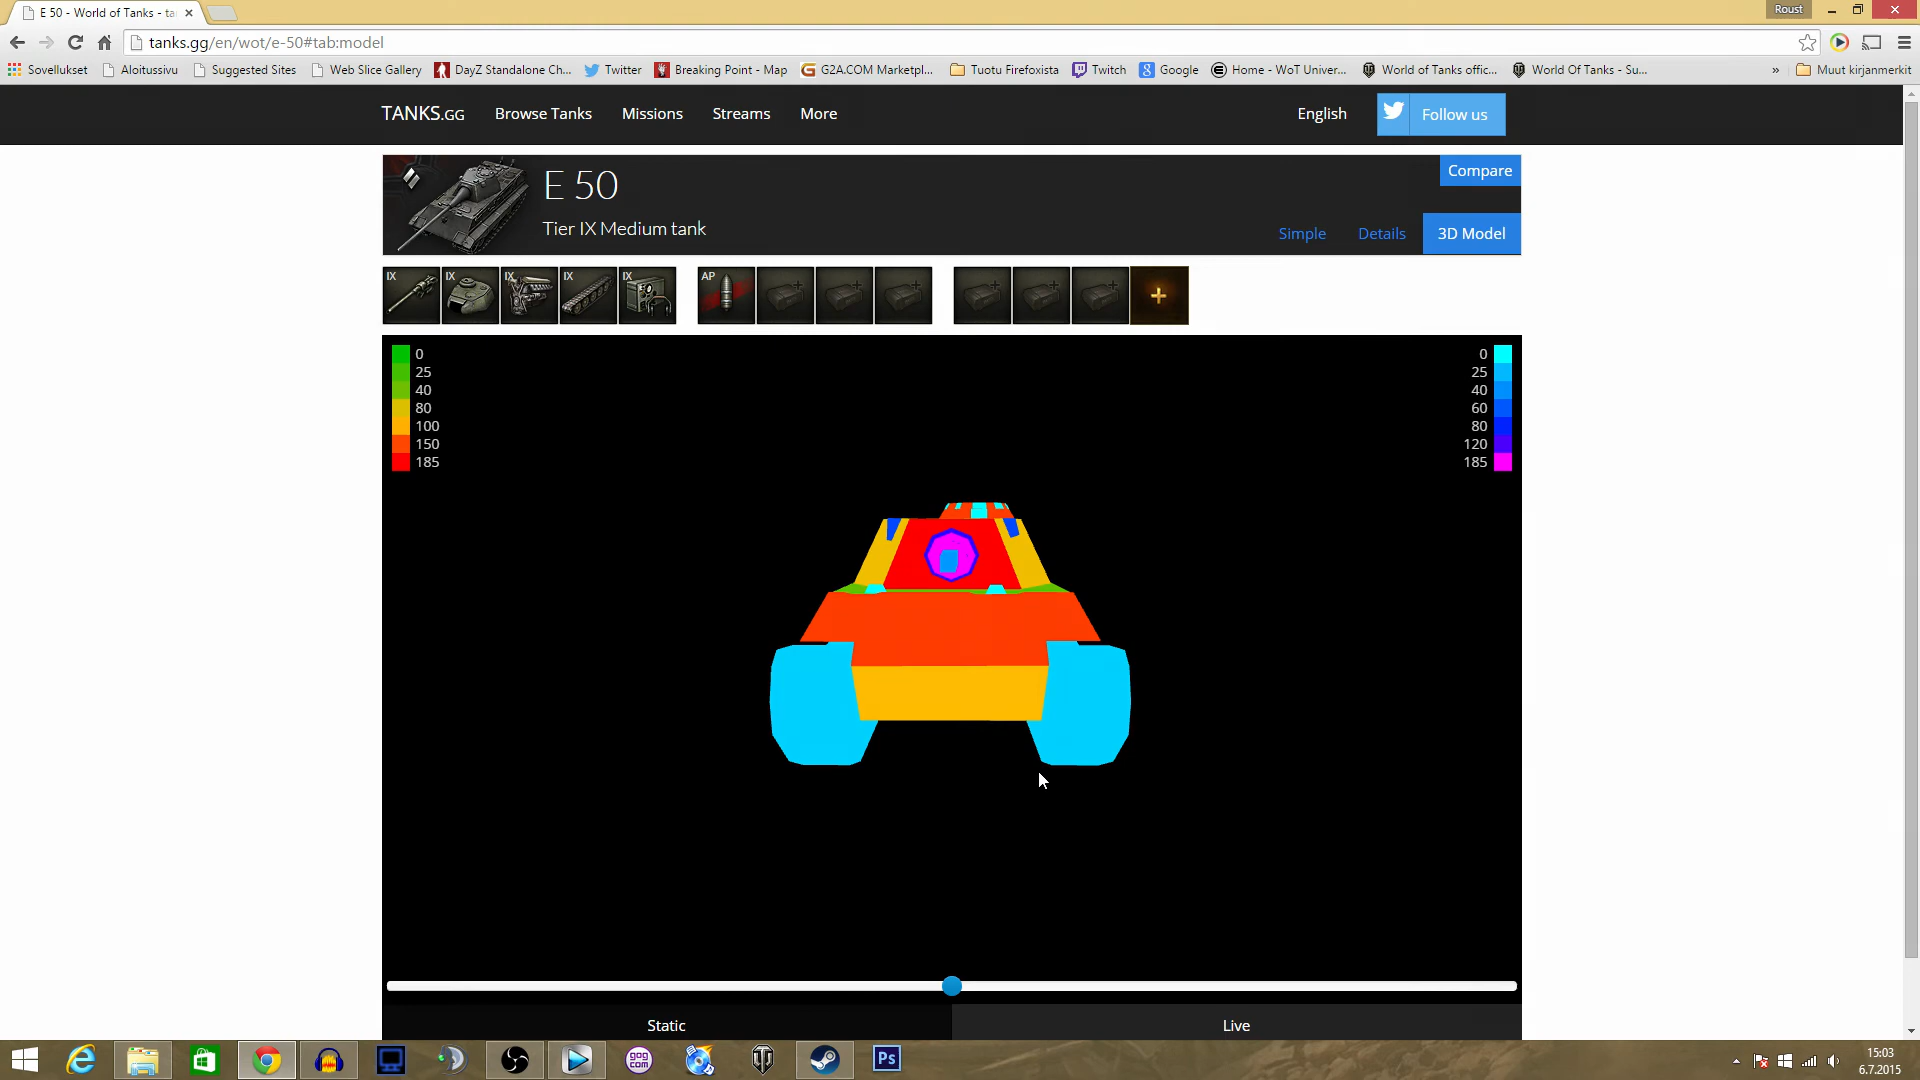 E 50 - World of Tanks - ta
Roust
tanks.gg/en/wot/e-50#tab:model
Sovellukset
Aloitussivu
Suggested Sites
Web Slice Gallery
DayZ Standalone Ch...
Twitter
Breaking Point - Map
G2A.COM Marketpl...
Tuotu Firefoxista
Twitch
Google
Home - WoT Univer...
World of Tanks offic...
World Of Tanks - Su...
»
Muut kirjanmerkit
TANKS.GG
Browse Tanks
Missions
Streams
More
English
Follow us
E 50
Tier IX Medium tank
Compare
Simple
Details
3D Model
IX
IX
IX
IX
IX
AP
0
25
40
80
100
150
185
0
25
40
60
80
120
185
Static
Live
gog
com
Ps
15:03
6.7.2015